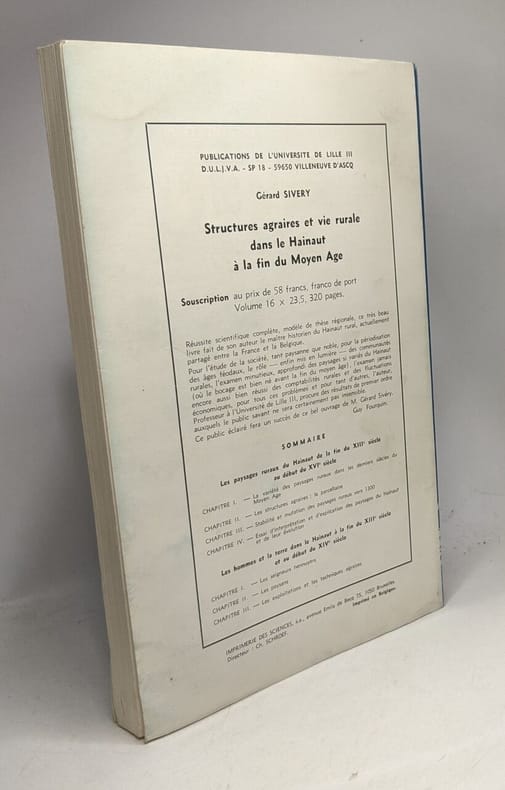 PUBLICATIONS DE L'UNIVERSITE DE LILLE III
D.U.L.J.V.A. - SP 18 - 59650 VILLENEUVE D'ASCQ
Gérard SIVERY
Structures agraires et vie rurale
dans le Hainaut
à la fin du Moyen Age
Souscription au prix de 58 francs, franco de port
Volume 16 × 23,5, 320 pages.
Réussite scientifique complète, modèle de thèse régionale, ce très beau
livre fait de son auteur le maître historien du Hainaut rural, actuellement
partagé entre la France et la Belgique.
Pour l'étude de la société, tant paysanne que noble, pour la périodisation
des âges féodaux, le rôle — enfin mis en lumière — des communautés
rurales, l'examen minutieux, approfondi des paysages si variés du Hainaut
(où le bocage est bien né avant la fin du moyen âge), l'examen jamais
encore aussi bien réussi des comptabilités rurales et des fluctuations
économiques, pour tous ces problèmes et pour tant d'autres, l'auteur,
Professeur à l'Université de Lille III, procure des résultats de premier ordre
auxquels le public savant ne sera certainement pas insensible.
Ce public éclairé fera un succès de ce bel ouvrage de M. Gérard Sivéry.
Guy Fourquin.
SOMMAIRE
Les paysages ruraux du Hainaut de la fin du XIIIe siècle
au début du XVIe siècle
CHAPITRE I. — La variété des paysages ruraux dans les derniers siècles du
Moyen Age
CHAPITRE II. — Les structures agraires : le parcellaire
CHAPITRE III. — Stabilité et mutation des paysages ruraux vers 1300
CHAPITRE IV. — Essai d'interprétation et d'explication des paysages du Hainaut
et de leur évolution
Les hommes et la terre dans le Hainaut à la fin du XIIIe siècle
et au début du XIVe siècle
CHAPITRE I. — Les seigneurs hennuyers
CHAPITRE II. — Les paysans
CHAPITRE III. — Les exploitations et les techniques agraires
IMPRIMERIE DES SCIENCES, s.a., avenue Emile de Beco 75, 1050 Bruxelles
Directeur : Ch. SCHROEF. Imprimé en Belgique.